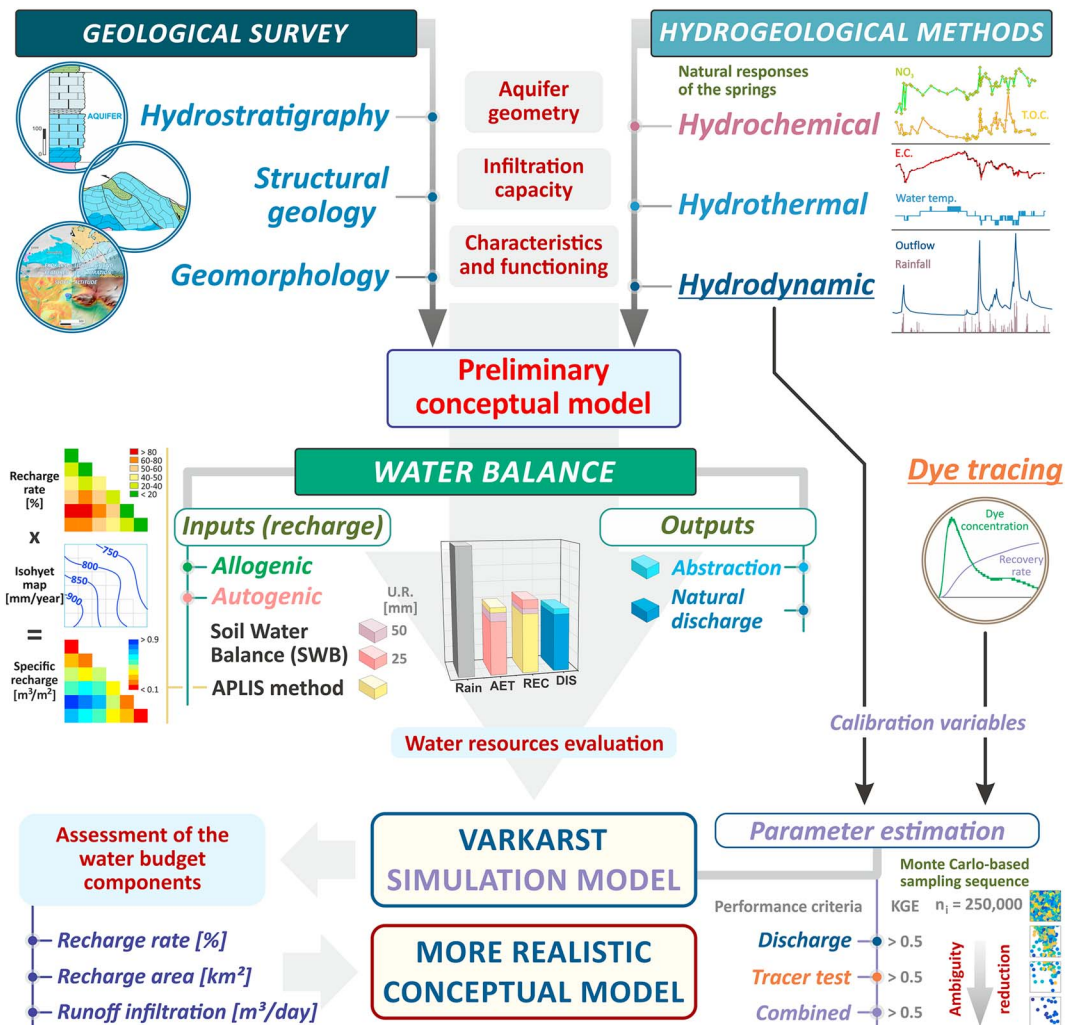 GEOLOGICAL SURVEY
HYDROGEOLOGICAL METHODS
AQUIFER
100
0
Hydrostratigraphy
Structural
geology
Geomorphology
Aquifer
geometry
Infiltration
capacity
Characteristics
and functioning
Natural responses
of the springs
Hydrochemical
Hydrothermal
Hydrodynamic
NO₃
T.O.C.
E.C.
Water temp.
Outflow
Rainfall
Preliminary
conceptual model
WATER BALANCE
Recharge
rate
[%]
> 80
60-80
50-60
40-50
20-40
< 20
x
Isohyet
map
[mm/year]
750
800
850
900
=
Specific
recharge
[m³/m²]
> 0.9
< 0.1
Inputs (recharge)
Allogenic
Autogenic
Soil Water
Balance (SWB)
APLIS method
U.R.
[mm]
50
25
Rain
AET
REC
DIS
Outputs
Abstraction
Natural
discharge
Dye tracing
Dye
concentration
Recovery
rate
Calibration variables
Water resources evaluation
Assessment of the
water budget
components
Recharge rate [%]
Recharge area [km²]
Runoff infiltration [m³/day]
VARKARST
SIMULATION MODEL
MORE REALISTIC
CONCEPTUAL MODEL
Parameter estimation
Monte Carlo-based
sampling sequence
Performance criteria
KGE
nᵢ = 250,000
Discharge
> 0.5
Tracer test
> 0.5
Combined
> 0.5
Ambiguity
reduction